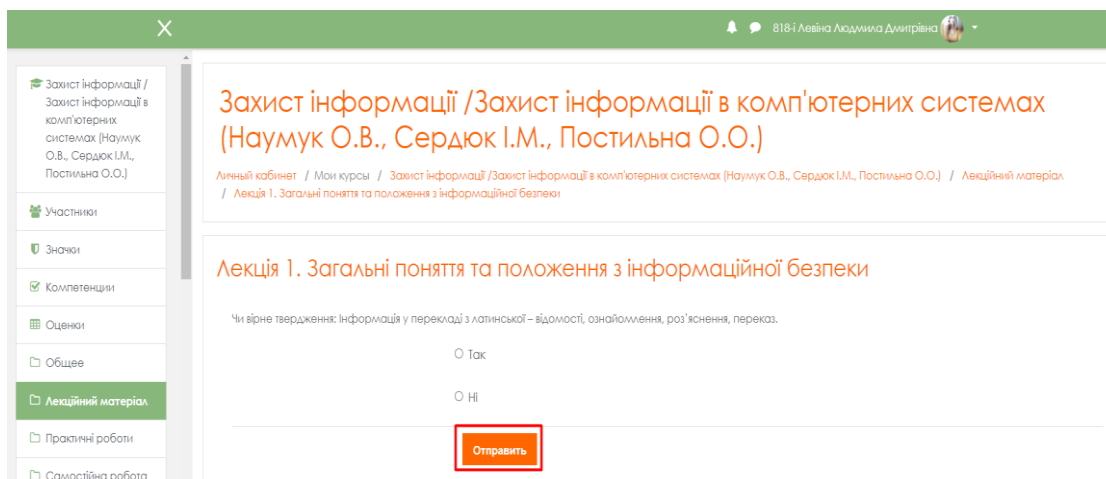 X
818-і Левіна Людмила Дмитрівна
Захист інформації /
Захист інформації в
комп'ютерних
системах (Наумук
О.В., Сердюк І.М.,
Постильна О.О.)
Участники
Значки
Компетенции
Оценки
Общее
Лекційний матеріал
Практичні роботи
Самостійна робота
Захист інформації /Захист інформації в комп'ютерних системах
(Наумук О.В., Сердюк І.М., Постильна О.О.)
Личный кабинет / Мои курсы / Захист інформації /Захист інформації в комп'ютерних системах (Наумук О.В., Сердюк І.М., Постильна О.О.) / Лекційний матеріал
/ Лекція 1. Загальні поняття та положення з інформаційної безпеки
Лекція 1. Загальні поняття та положення з інформаційної безпеки
Чи вірне твердження: Інформація у перекладі з латинської – відомості, ознайомлення, роз'яснення, переказ.
Так
Ні
Отправить